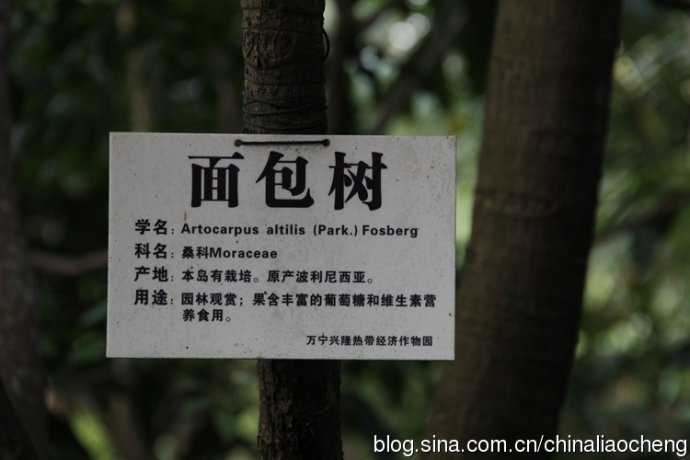 面包树
学名：Artocarpus altilis (Park.) Fosberg
科名：桑科Moraceae
产地：本岛有栽培。原产波利尼西亚。
用途：园林观赏；果含丰富的葡萄糖和维生素营
养食用。
万宁兴隆热带经济作物园
blog.sina.com.cn/chinaliaocheng